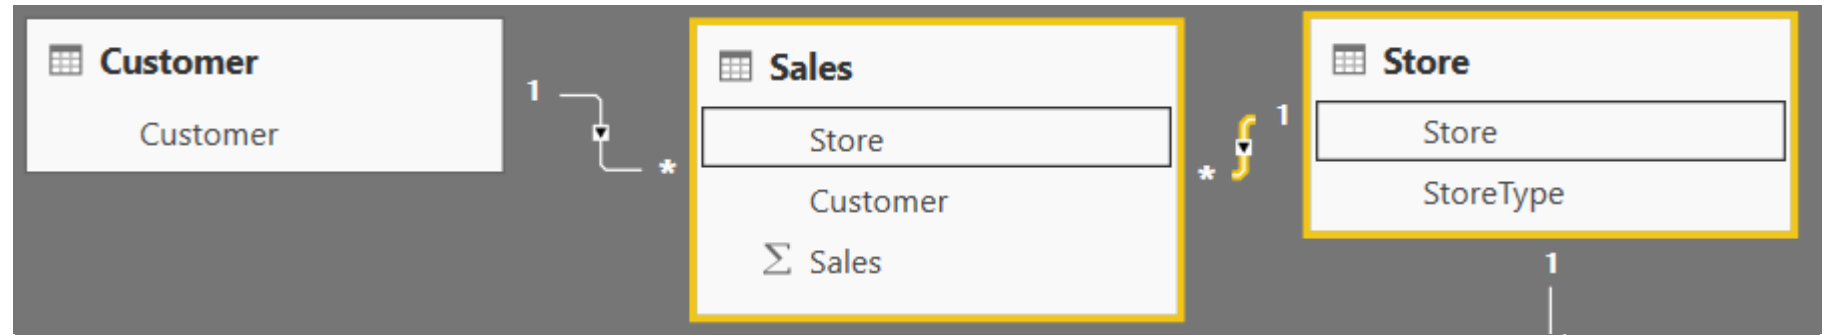 Customer
Customer
1
*
Sales
Store
Customer
Σ Sales
*
1
Store
Store
StoreType
1